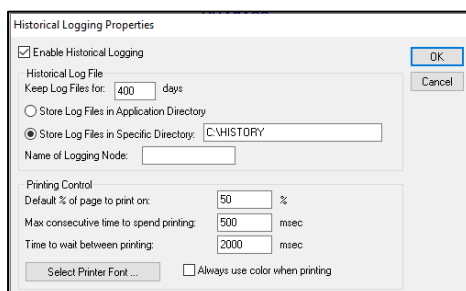 Historical Logging Properties
Enable Historical Logging
OK
Historical Log File
Keep Log Files for: 400 days
Cancel
Store Log Files in Application Directory
Store Log Files in Specific Directory: C:\HISTORY
Name of Logging Node:
Printing Control
Default % of page to print on: 50 %
Max consecutive time to spend printing: 500 msec
Time to wait between printing: 2000 msec
Select Printer Font ... Always use color when printing